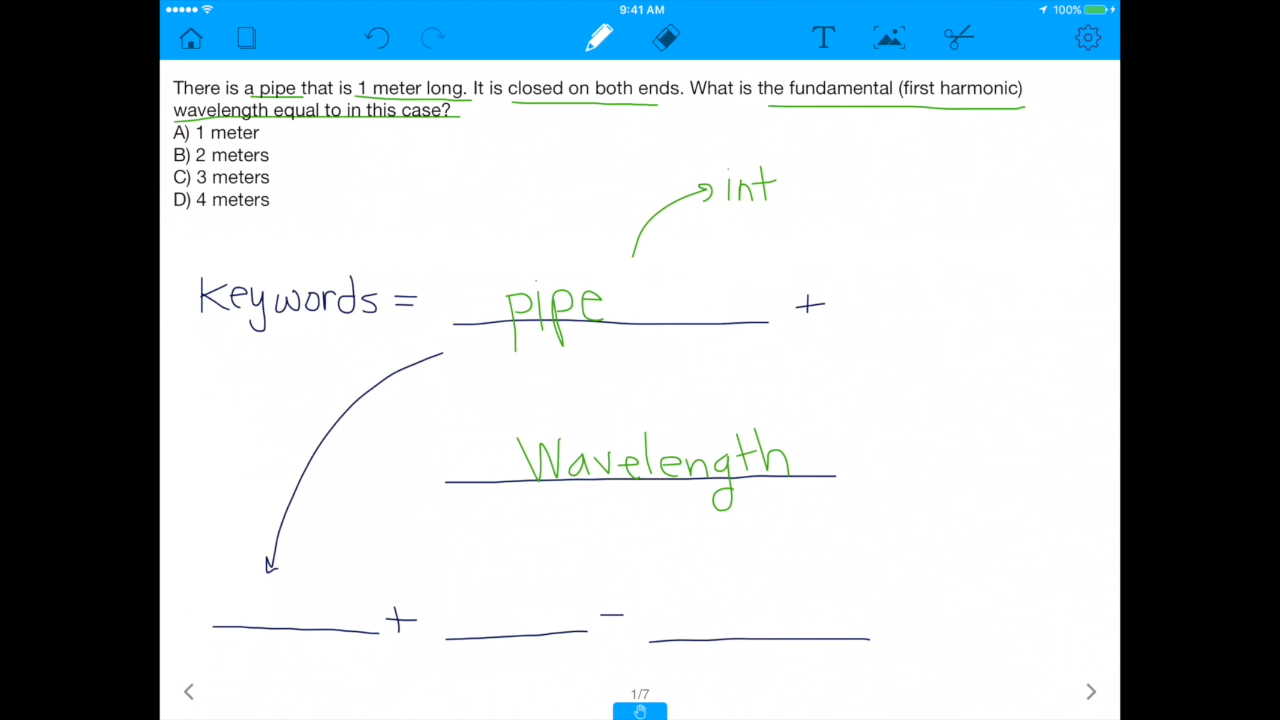 9:41 AM
100%
T
There is a pipe that is 1 meter long. It is closed on both ends. What is the fundamental (first harmonic)
wavelength equal to in this case?
A) 1 meter
B) 2 meters
C) 3 meters
D) 4 meters
int
Keywords = pipe +
Wavelength
+ −
1/7